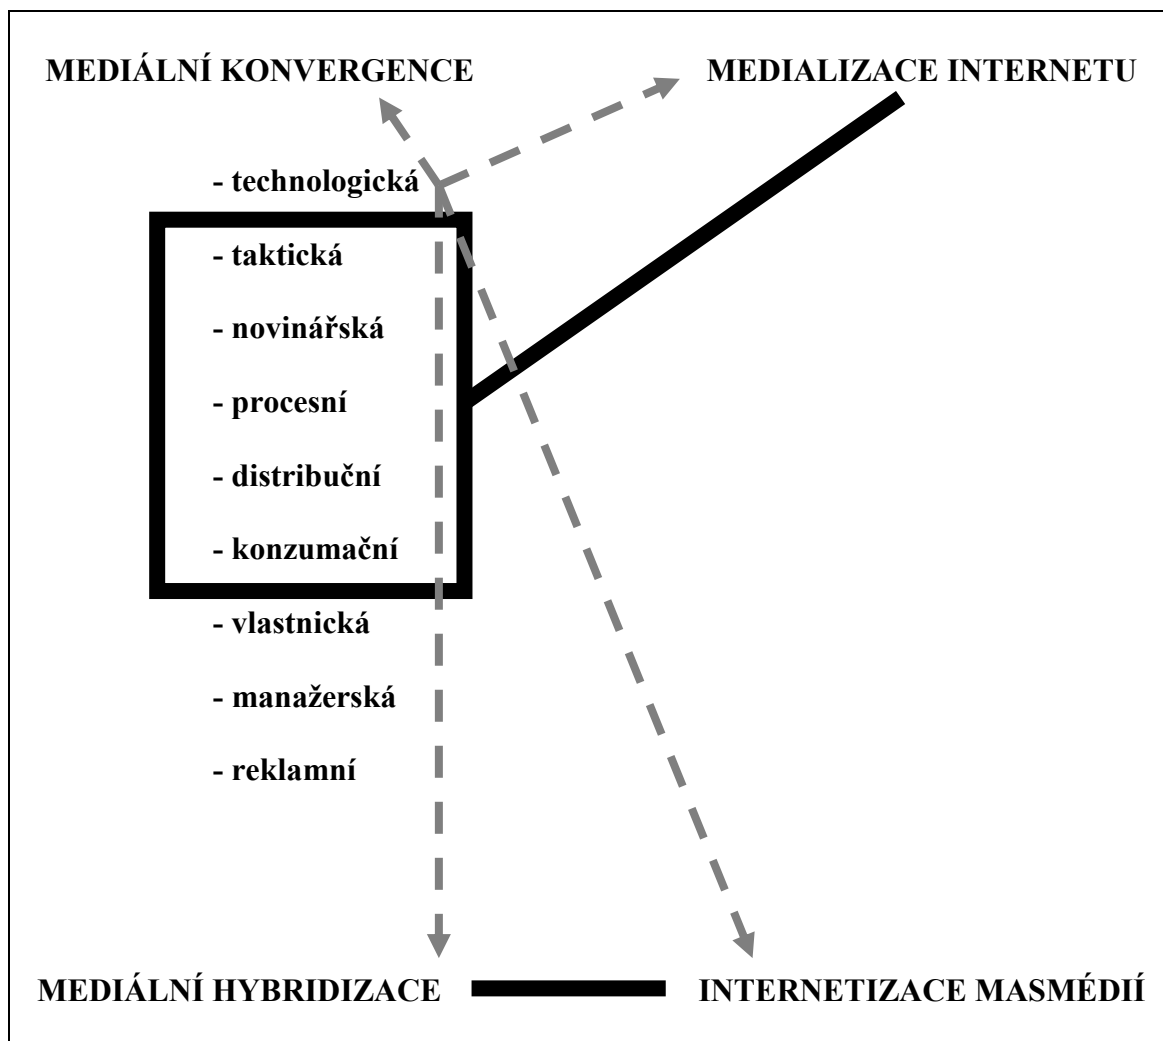 MEDIÁLNÍ KONVERGENCE
MEDIALIZACE INTERNETU
- technologická
- taktická
- novinářská
- procesní
- distribuční
- konzumační
- vlastnická
- manažerská
- reklamní
MEDIÁLNÍ HYBRIDIZACE
INTERNETIZACE MASMÉDIÍ